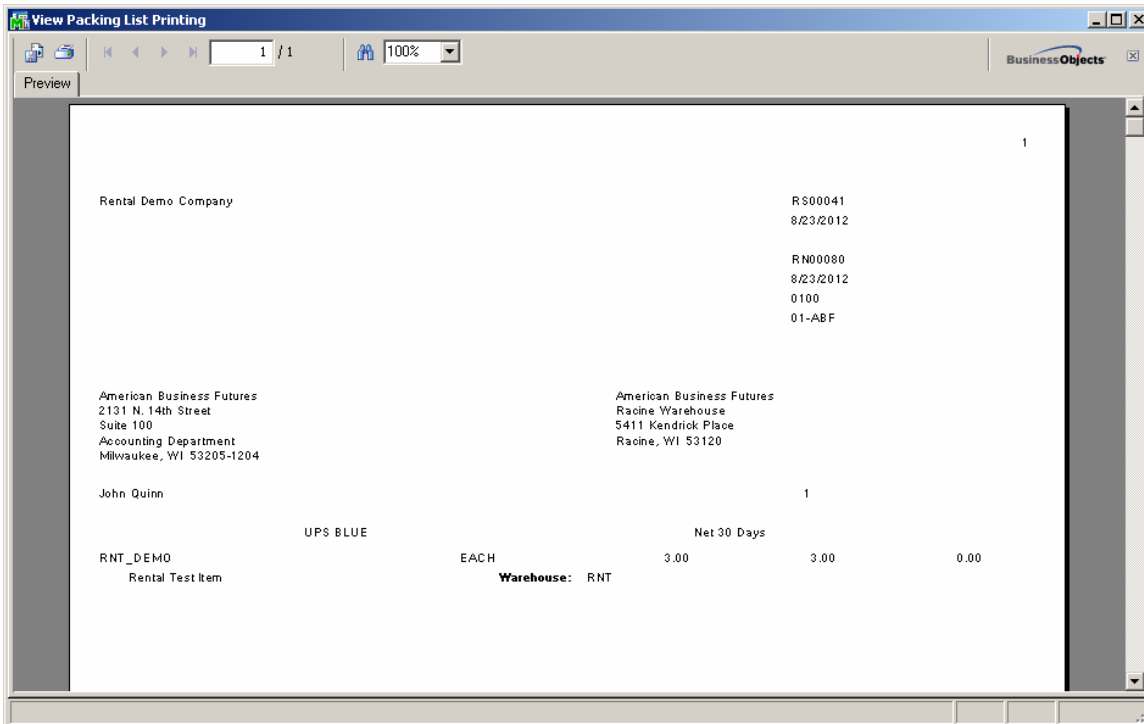 View Packing List Printing
1 / 1
100%
BusinessObjects
Preview
1
Rental Demo Company
RS00041
8/23/2012
RN00080
8/23/2012
0100
01-ABF
American Business Futures
2131 N. 14th Street
Suite 100
Accounting Department
Milwaukee, WI 53205-1204
American Business Futures
Racine Warehouse
5411 Kendrick Place
Racine, WI 53120
John Quinn 1
UPS BLUE Net 30 Days
RNT_DEMO EACH 3.00 3.00 0.00
Rental Test Item Warehouse: RNT